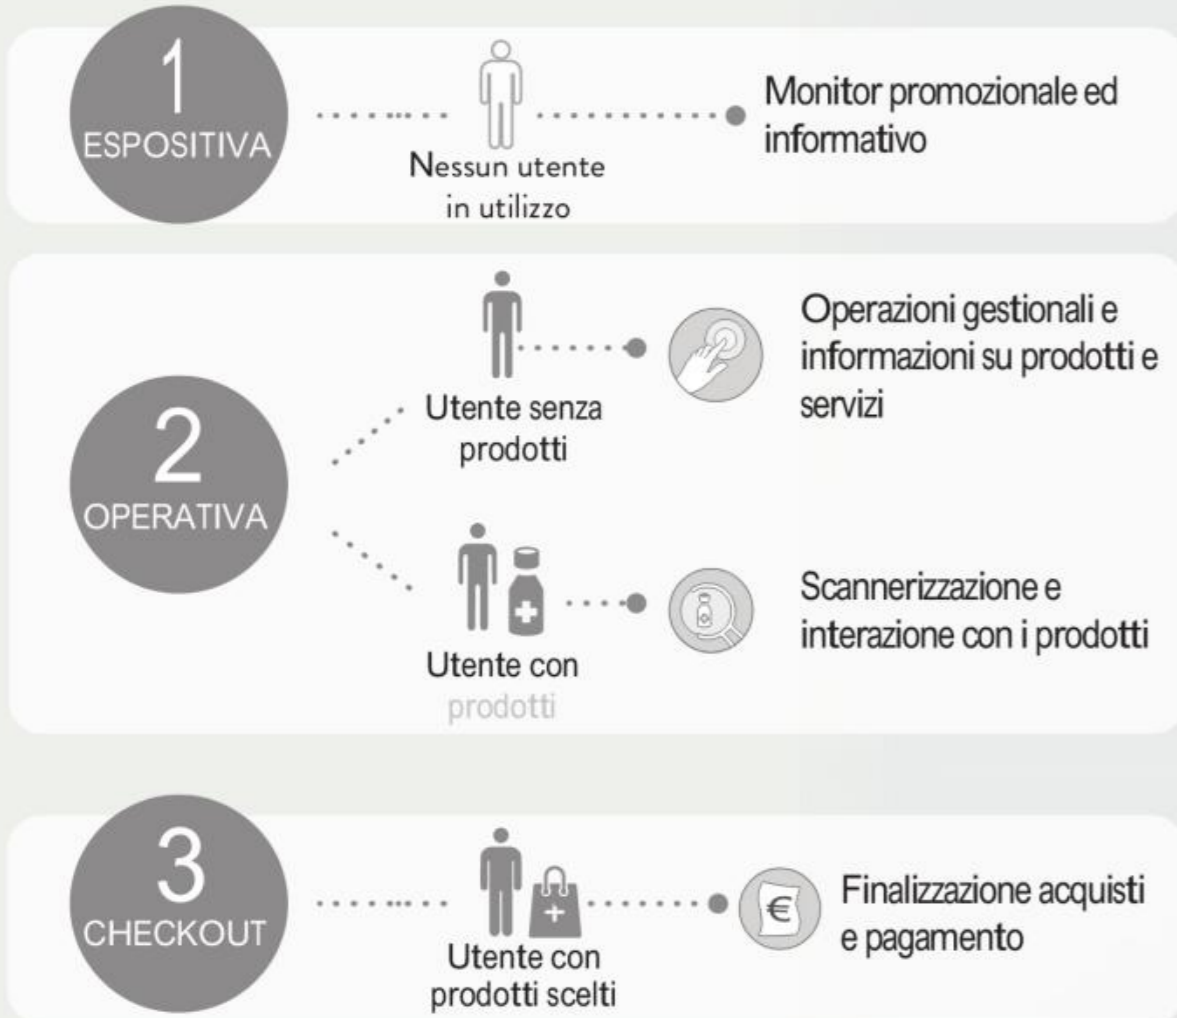 1
ESPOSITIVA
Nessun utente
in utilizzo
Monitor promozionale ed
informativo
2
OPERATIVA
Utente senza
prodotti
Operazioni gestionali e
informazioni su prodotti e
servizi
Utente con
prodotti
Scannerizzazione e
interazione con i prodotti
3
CHECKOUT
Utente con
prodotti scelti
€
Finalizzazione acquisti
e pagamento